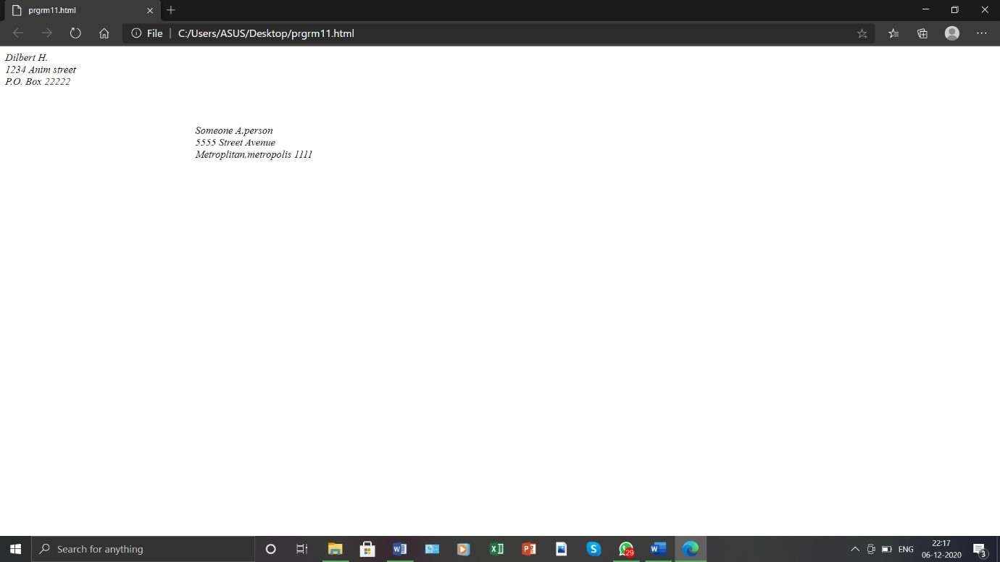 prgrm11.html
File | C:/Users/ASUS/Desktop/prgrm11.html
Dilbert H.
1234 Anim street
P.O. Box 22222
Someone A.person
5555 Street Avenue
Metroplitan,metropolis 1111
Search for anything
29
ENG
22:17
06-12-2020
3